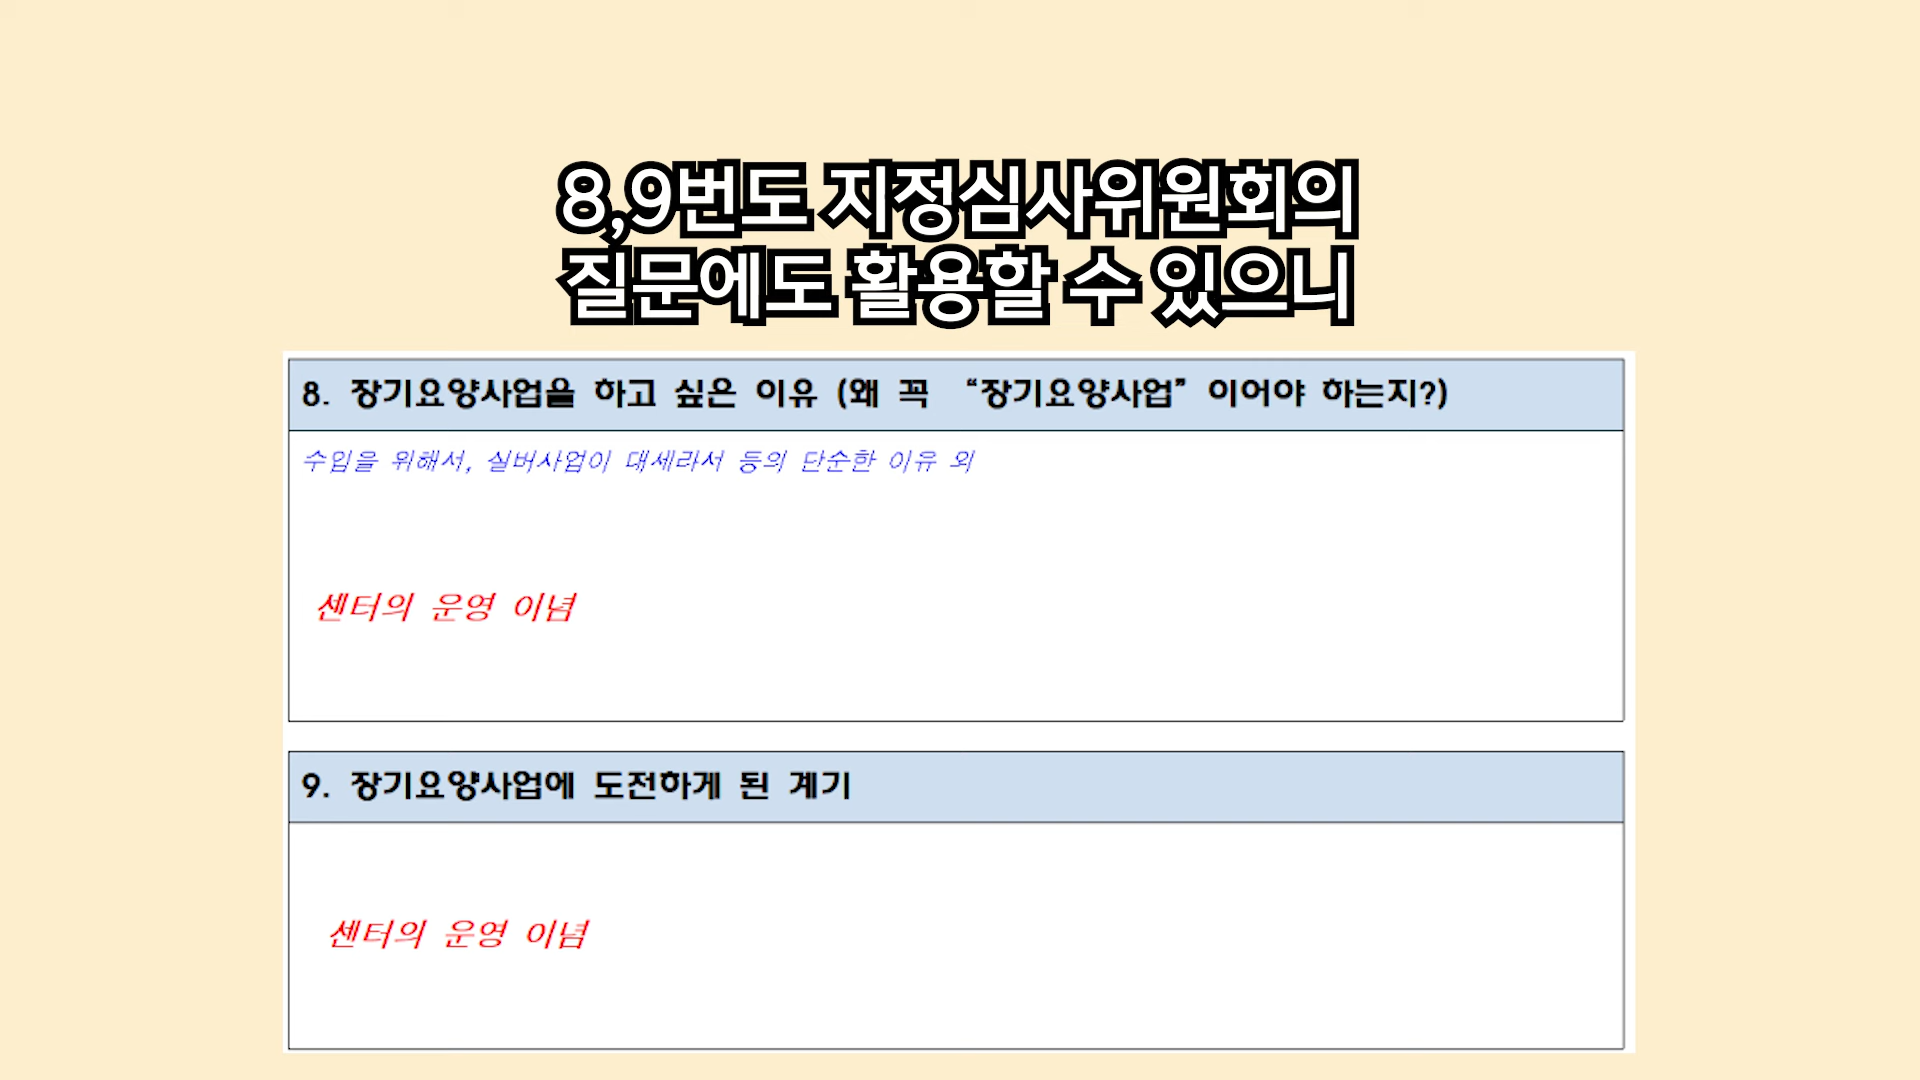 8,9번도 지정심사위원회의
질문에도 활용할 수 있으니
8. 장기요양사업을 하고 싶은 이유 (왜 꼭 “장기요양사업” 이어야 하는지?)
수입을 위해서, 실버사업이 대세라서 등의 단순한 이유 외
센터의 운영 이념
9. 장기요양사업에 도전하게 된 계기
센터의 운영 이념